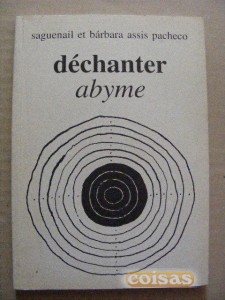 saguenail et bárbara assis pacheco
déchanter
abyme
coisas